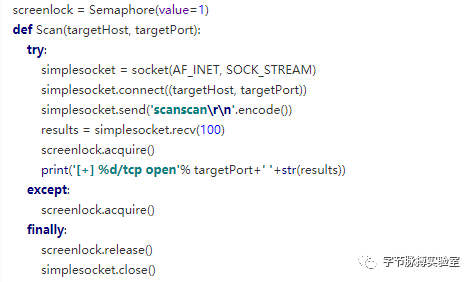 screenlock = Semaphore(value=1)
def Scan(targetHost, targetPort):
    try:
        simplesocket = socket(AF_INET, SOCK_STREAM)
        simplesocket.connect((targetHost, targetPort))
        simplesocket.send('scanscan\r\n'.encode())
        results = simplesocket.recv(100)
        screenlock.acquire()
        print('[+] %d/tcp open'% targetPort+' '+str(results))
    except:
        screenlock.acquire()
    finally:
        screenlock.release()
        simplesocket.close()
字节脉搏实验室